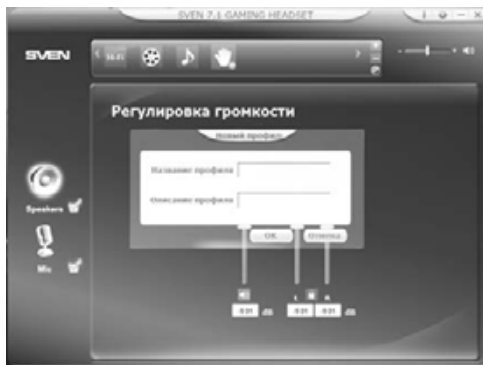 SVEN 7.1 GAMING HEADSET
SVEN
Регулировка громкости
Новый профиль
Название профиля
Описание профиля
OK
Отмена
Speakers
Mic
L
R
dB
dB